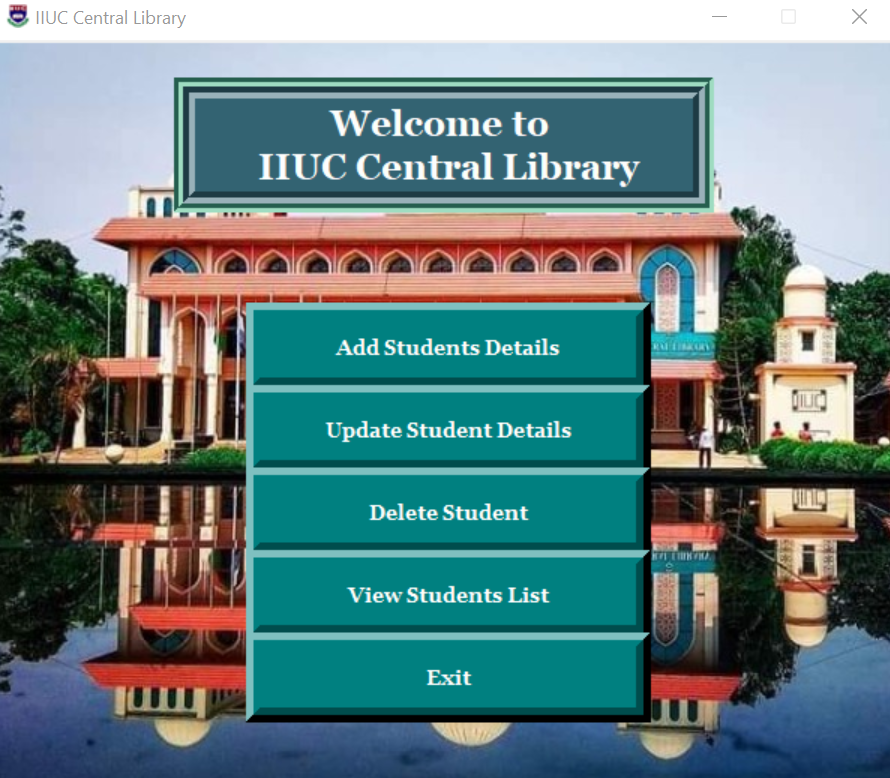 IIUC Central Library
Welcome to
IIUC Central Library
Add Students Details
Update Student Details
Delete Student
View Students List
Exit
IIUC